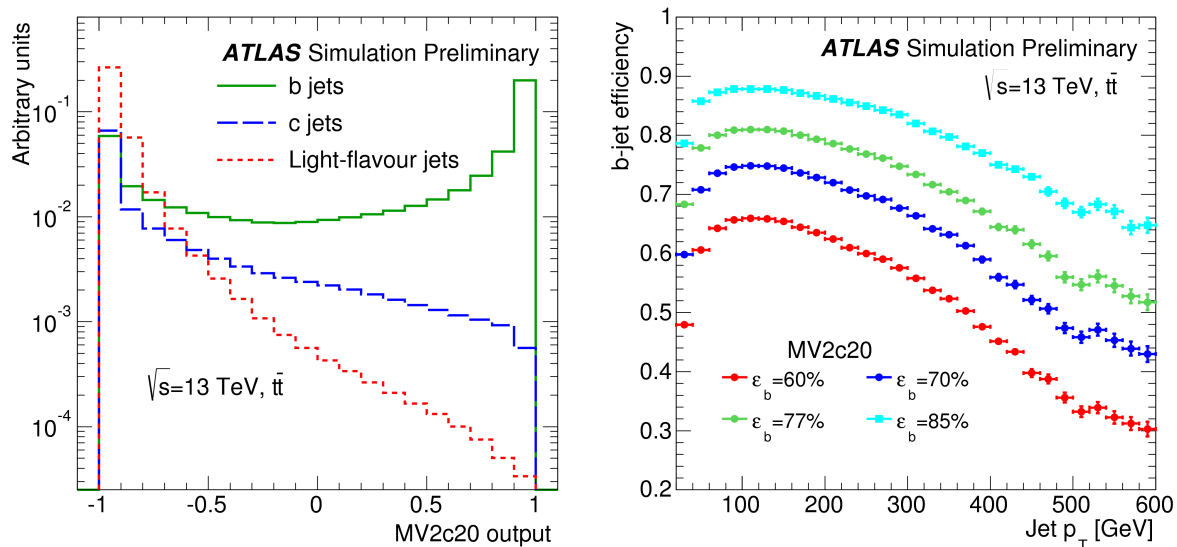 ATLAS Simulation Preliminary
b jets
c jets
Light-flavour jets
√s=13 TeV, tt̄
Arbitrary units
10⁻¹
10⁻²
10⁻³
10⁻⁴
-1 -0.5 0 0.5 1
MV2c20 output
ATLAS Simulation Preliminary
√s=13 TeV, tt̄
b-jet efficiency
1
0.9
0.8
0.7
0.6
0.5
0.4
0.3
0.2
MV2c20
ε_b=60% ε_b=70%
ε_b=77% ε_b=85%
100 200 300 400 500 600
Jet p_T [GeV]